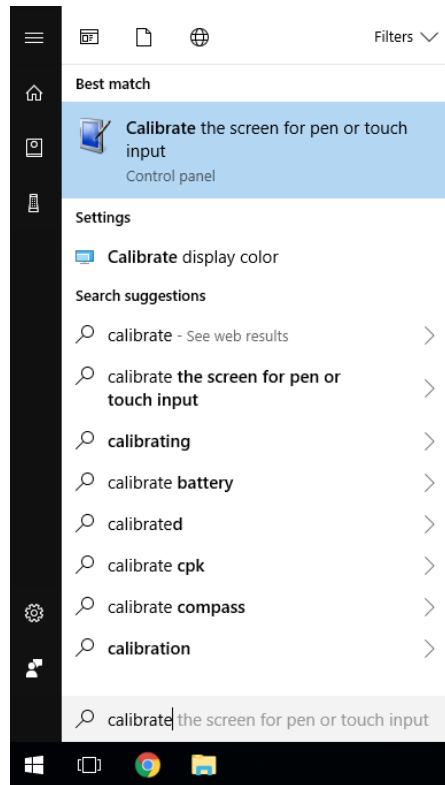 Filters
Best match
Calibrate the screen for pen or touch
input
Control panel
Settings
Calibrate display color
Search suggestions
calibrate - See web results
calibrate the screen for pen or
touch input
calibrating
calibrate battery
calibrated
calibrate cpk
calibrate compass
calibration
calibrate the screen for pen or touch input